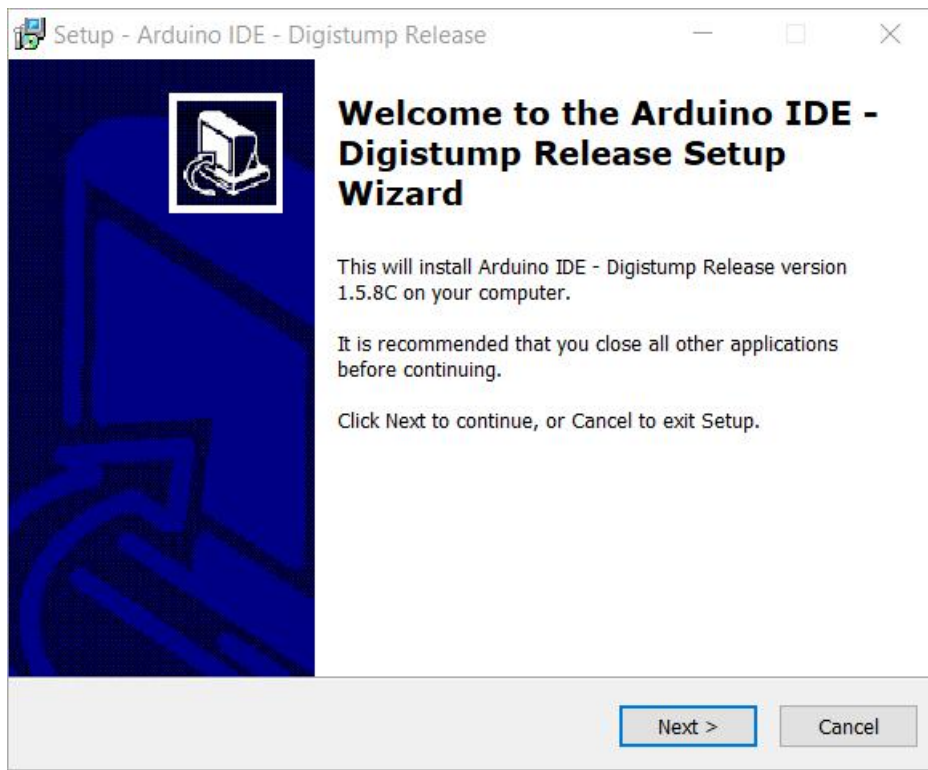 Setup - Arduino IDE - Digistump Release
Welcome to the Arduino IDE -
Digistump Release Setup
Wizard
This will install Arduino IDE - Digistump Release version
1.5.8C on your computer.
It is recommended that you close all other applications
before continuing.
Click Next to continue, or Cancel to exit Setup.
Next >
Cancel